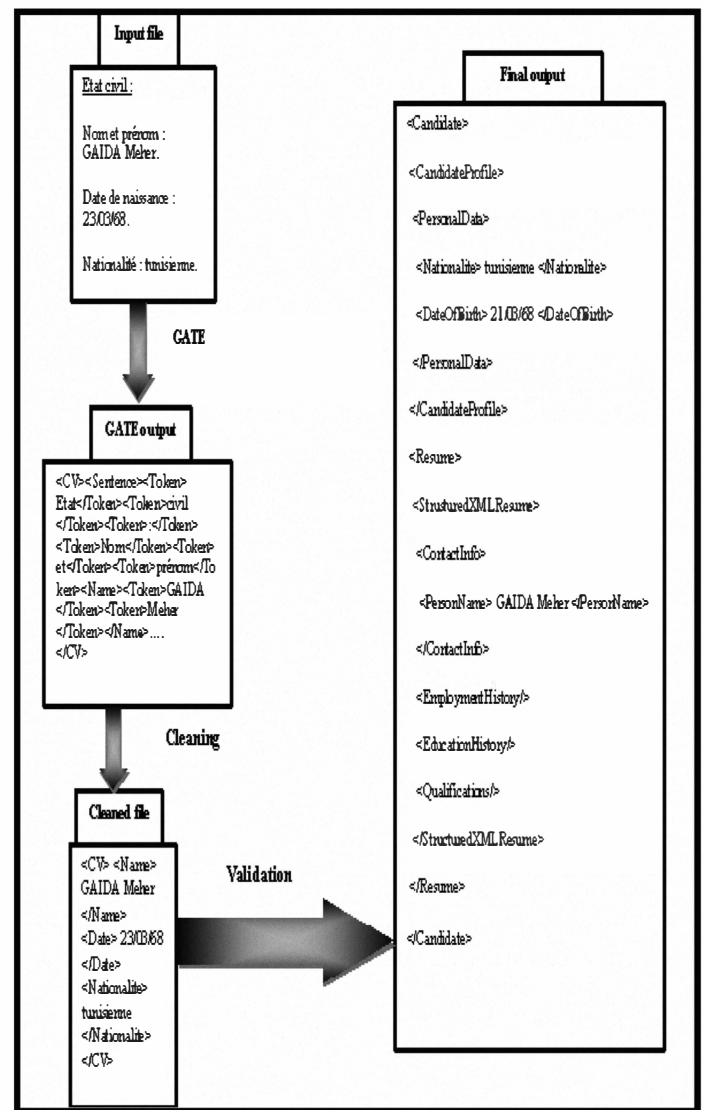 Input file
Etat civil :
Nom et prénom :
GAIDA Meher.
Date de naissance :
23/03/68.
Nationalité : tunisienne.
GATE
GATE output
<CV><Sentence><Token>
Etat</Token><Token>civil
</Token><Token>:</Token>
<Token>Nom</Token><Token>
et</Token><Token>prénom</To
ken><Name><Token>GAIDA
</Token><Token>Meher
</Token></Name>....
</CV>
Cleaning
Cleaned file
<CV> <Name>
GAIDA Meher
</Name>
<Date> 23/03/68
</Date>
<Nationalite>
tunisienne
</Nationalite>
</CV>
Validation
Final output
<Candidate>
<CandidateProfile>
<PersonalData>
<Nationalite> tunisienne </Nationalite>
<DateOfBirth> 21/03/68 </DateOfBirth>
</PersonalData>
</CandidateProfile>
<Resume>
<StrusturedXMLResume>
<ContactInfo>
<PersonName> GAIDA Meher </PersonName>
</ContactInfo>
<EmploymentHistory/>
<EducationHistory/>
<Qualifications/>
</StructuredXMLResume>
</Resume>
</Candidate>